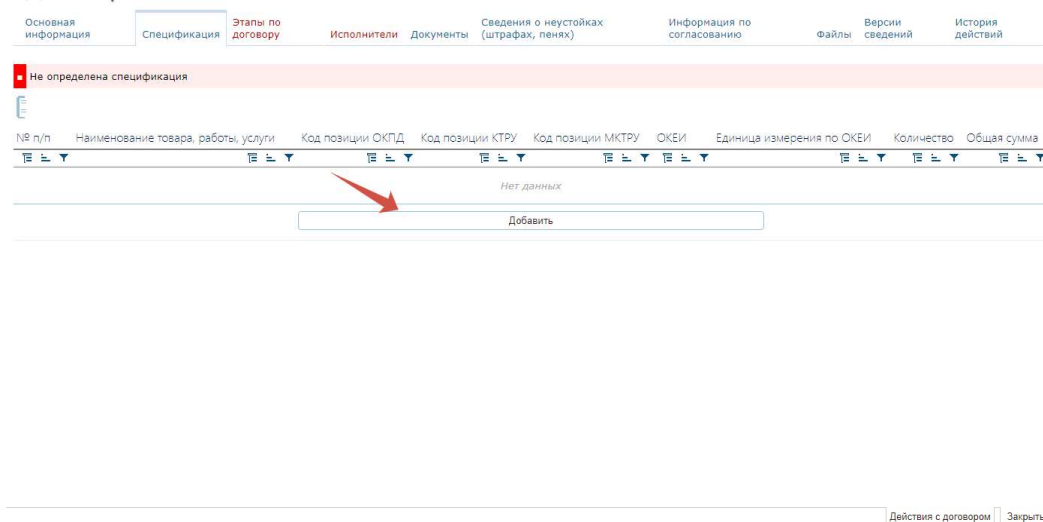 Основная информация
Спецификация
Этапы по договору
Исполнители
Документы
Сведения о неустойках (штрафах, пенях)
Информация по согласованию
Файлы
Версии сведений
История действий
Не определена спецификация
№ п/п Наименование товара, работы, услуги Код позиции ОКПД Код позиции КТРУ Код позиции МКТРУ ОКЕИ Единица измерения по ОКЕИ Количество Общая сумма
Нет данных
Добавить
Действия с договором Закрыть